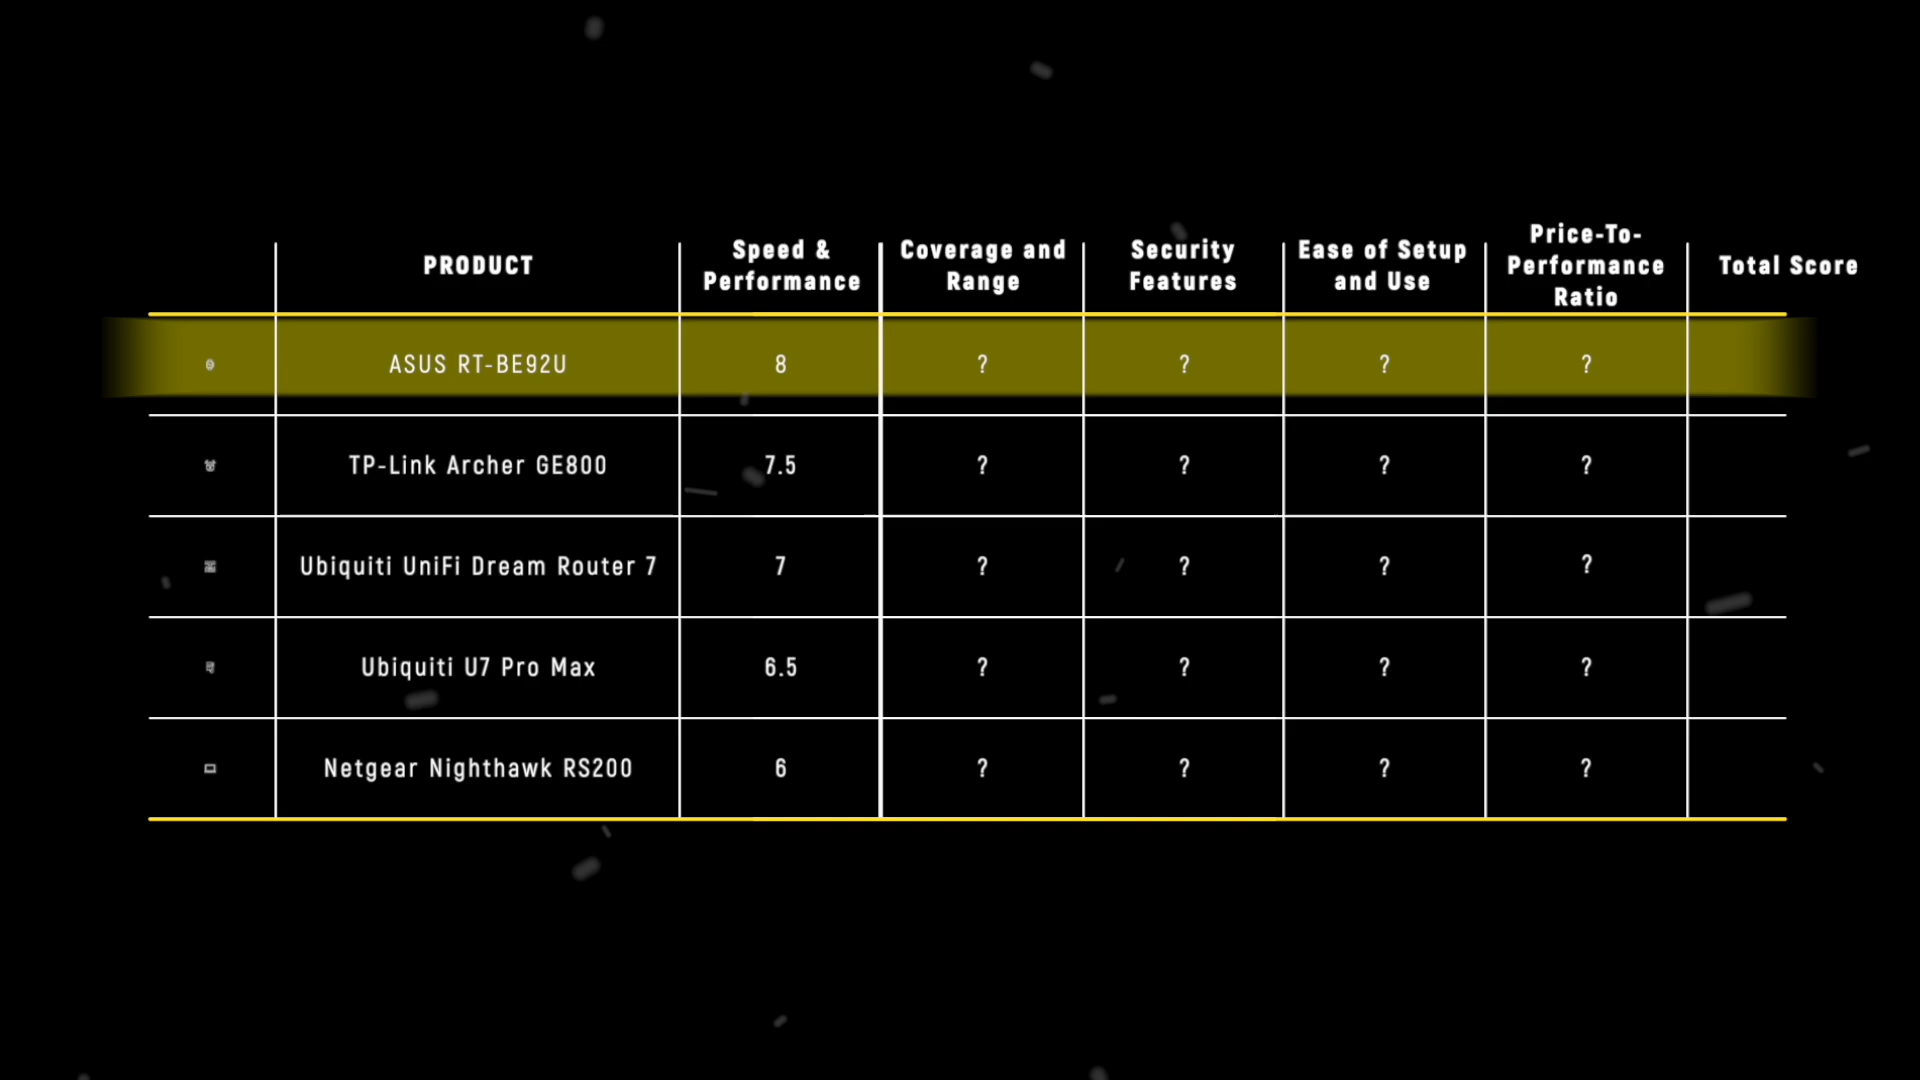 PRODUCT
Speed &
Performance
Coverage and
Range
Security
Features
Ease of Setup
and Use
Price-To-
Performance
Ratio
Total Score
ASUS RT-BE92U 8 ? ? ? ?
TP-Link Archer GE800 7.5 ? ? ? ?
Ubiquiti UniFi Dream Router 7 7 ? ? ? ?
Ubiquiti U7 Pro Max 6.5 ? ? ? ?
Netgear Nighthawk RS200 6 ? ? ? ?